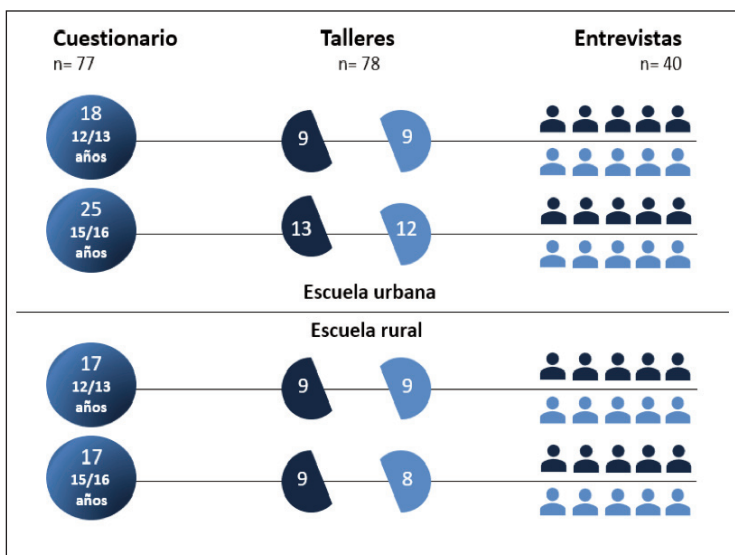 Cuestionario
n= 77
Talleres
n= 78
Entrevistas
n= 40
18
12/13
años
9
9
25
15/16
años
13
12
Escuela urbana
Escuela rural
17
12/13
años
9
9
17
15/16
años
9
8